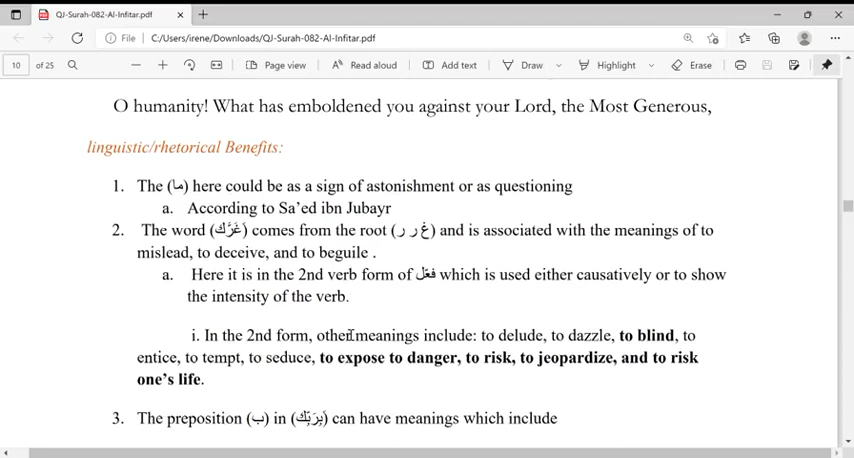 QJ-Surah-082-Al-Infitar.pdf
File C:/Users/irene/Downloads/QJ-Surah-082-Al-Infitar.pdf
10 of 25 Page view Read aloud Add text Draw Highlight Erase
O humanity! What has emboldened you against your Lord, the Most Generous,
linguistic/rhetorical Benefits:
1. The (ما) here could be as a sign of astonishment or as questioning
a. According to Sa’ed ibn Jubayr
2. The word (غَرَّكَ) comes from the root (غ ر ر) and is associated with the meanings of to
mislead, to deceive, and to beguile .
a. Here it is in the 2nd verb form of فعّل which is used either causatively or to show
the intensity of the verb.
i. In the 2nd form, other meanings include: to delude, to dazzle, to blind, to
entice, to tempt, to seduce, to expose to danger, to risk, to jeopardize, and to risk
one’s life.
3. The preposition (ب) in (بِرَبِّكَ) can have meanings which include